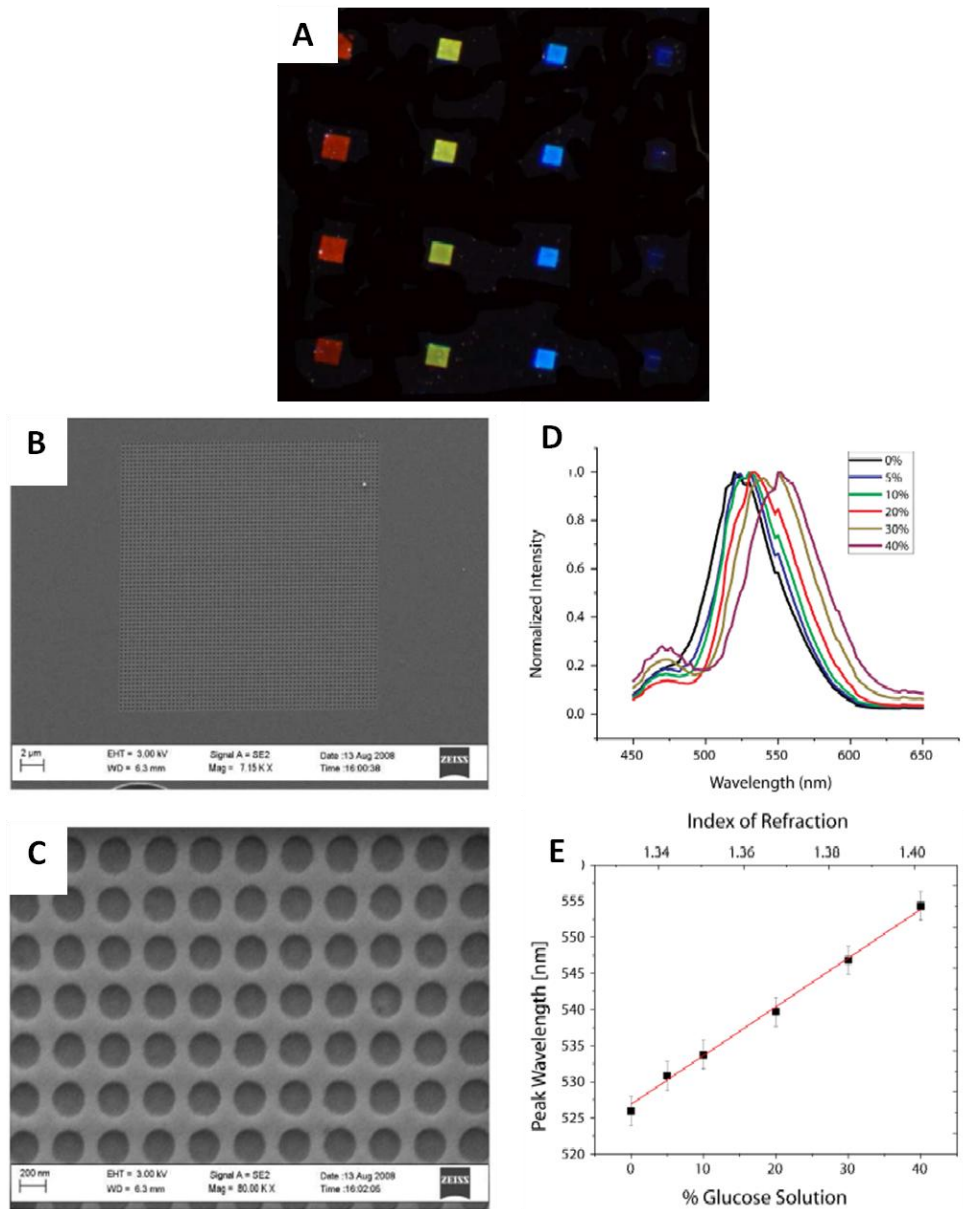 A
B
2 µm
EHT = 3.00 kV
WD = 6.3 mm
Signal A = SE2
Mag = 7.15 K X
Date :13 Aug 2008
Time :16:00:38
ZEISS
C
200 nm
EHT = 3.00 kV
WD = 6.3 mm
Signal A = SE2
Mag = 80.00 K X
Date :13 Aug 2008
Time :16:02:05
ZEISS
D
1.0
0.8
0.6
0.4
0.2
0.0
Normalized Intensity
0%
5%
10%
20%
30%
40%
450 500 550 600 650
Wavelength (nm)
Index of Refraction
E
1.34 1.36 1.38 1.40
555
550
545
540
535
530
525
520
Peak Wavelength [nm]
0 10 20 30 40
% Glucose Solution